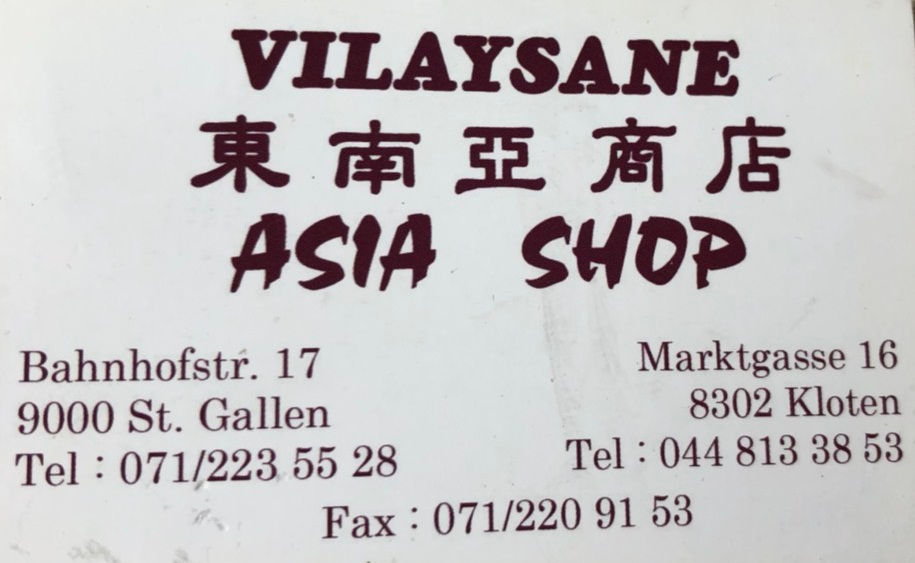 VILAYSANE
東南亞商店
ASIA SHOP
Bahnhofstr. 17
9000 St. Gallen
Tel : 071/223 55 28
Marktgasse 16
8302 Kloten
Tel : 044 813 38 53
Fax : 071/220 91 53